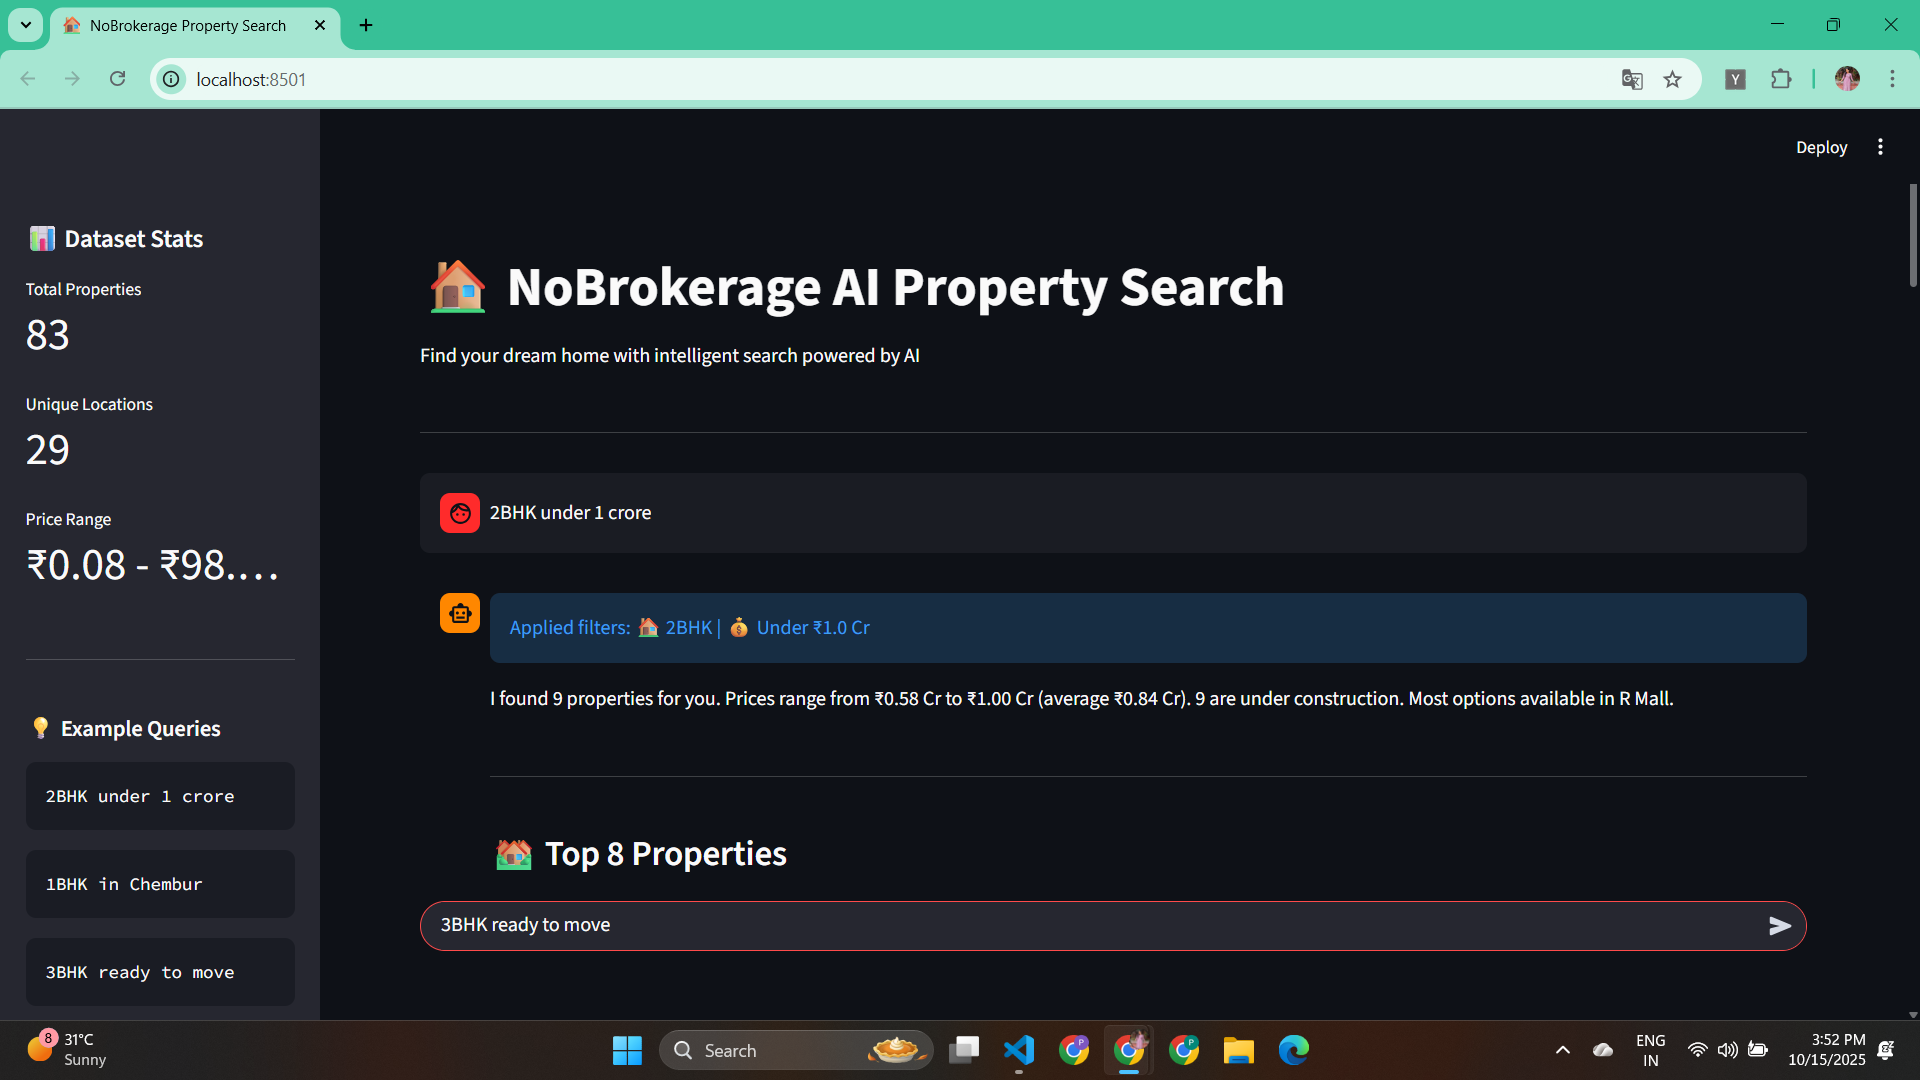 NoBrokerage Property Search
localhost:8501
Y
Deploy
📊 Dataset Stats
Total Properties
83
Unique Locations
29
Price Range
₹0.08 - ₹98.…
💡 Example Queries
2BHK under 1 crore
1BHK in Chembur
3BHK ready to move
🏠 NoBrokerage AI Property Search
Find your dream home with intelligent search powered by AI
2BHK under 1 crore
Applied filters: 🏠 2BHK | 💰 Under ₹1.0 Cr
I found 9 properties for you. Prices range from ₹0.58 Cr to ₹1.00 Cr (average ₹0.84 Cr). 9 are under construction. Most options available in R Mall.
🏘️ Top 8 Properties
3BHK ready to move
8
31°C
Sunny
Search
P
P
ENG
IN
3:52 PM
10/15/2025